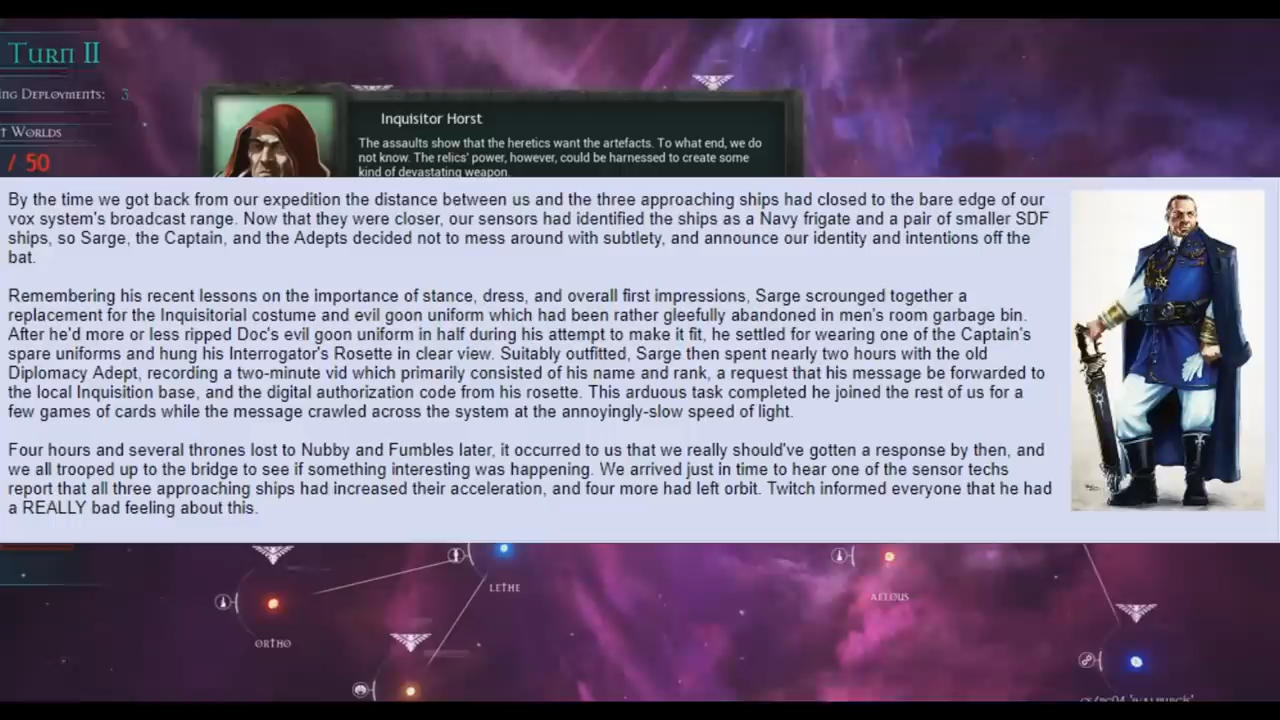 Turn II
ng Deployments: 3
t Worlds
/ 50
Inquisitor Horst
The assaults show that the heretics want the artefacts. To what end, we do
not know. The relics' power, however, could be harnessed to create some
kind of devastating weapon.
By the time we got back from our expedition the distance between us and the three approaching ships had closed to the bare edge of our
vox system's broadcast range. Now that they were closer, our sensors had identified the ships as a Navy frigate and a pair of smaller SDF
ships, so Sarge, the Captain, and the Adepts decided not to mess around with subtlety, and announce our identity and intentions off the
bat.
Remembering his recent lessons on the importance of stance, dress, and overall first impressions, Sarge scrounged together a
replacement for the Inquisitorial costume and evil goon uniform which had been rather gleefully abandoned in men's room garbage bin.
After he'd more or less ripped Doc's evil goon uniform in half during his attempt to make it fit, he settled for wearing one of the Captain's
spare uniforms and hung his Interrogator's Rosette in clear view. Suitably outfitted, Sarge then spent nearly two hours with the old
Diplomacy Adept, recording a two-minute vid which primarily consisted of his name and rank, a request that his message be forwarded to
the local Inquisition base, and the digital authorization code from his rosette. This arduous task completed he joined the rest of us for a
few games of cards while the message crawled across the system at the annoyingly-slow speed of light.
Four hours and several thrones lost to Nubby and Fumbles later, it occurred to us that we really should've gotten a response by then, and
we all trooped up to the bridge to see if something interesting was happening. We arrived just in time to hear one of the sensor techs
report that all three approaching ships had increased their acceleration, and four more had left orbit. Twitch informed everyone that he had
a REALLY bad feeling about this.
Lethe
Ortho